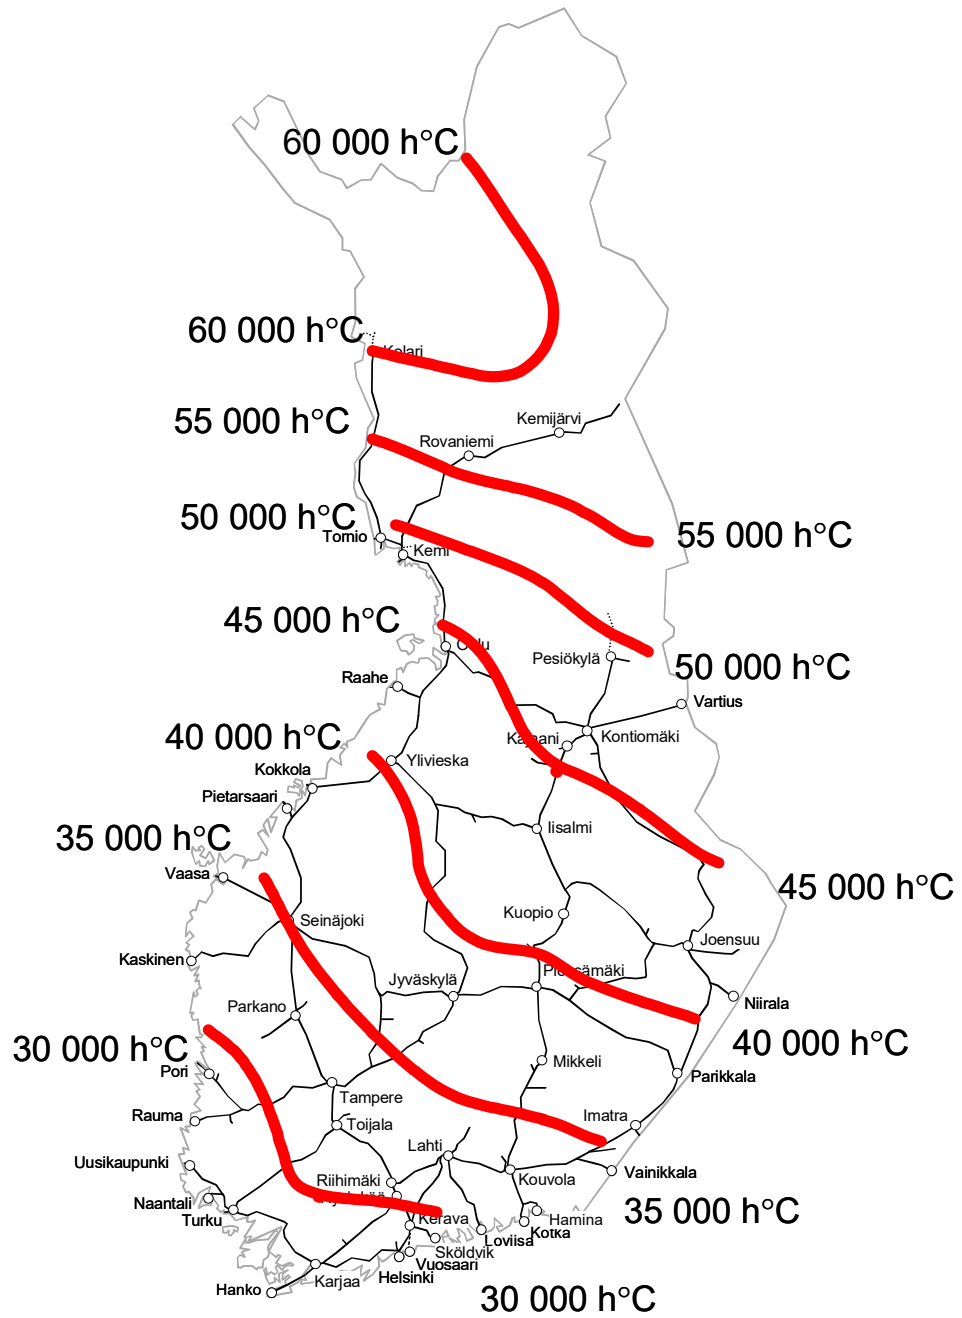 60 000 h°C
60 000 h°C
Kolari
55 000 h°C
Kemijärvi
Rovaniemi
50 000 h°C
55 000 h°C
Tornio
Kemi
45 000 h°C
Oulu
Pesiökylä
50 000 h°C
Raahe
Vartius
40 000 h°C
Kajaani
Kontiomäki
Ylivieska
Kokkola
Pietarsaari
35 000 h°C
Iisalmi
Vaasa
45 000 h°C
Kuopio
Seinäjoki
Joensuu
Kaskinen
Pieksämäki
Jyväskylä
Niirala
Parkano
30 000 h°C
40 000 h°C
Pori
Mikkeli
Parikkala
Tampere
Rauma
Toijala
Imatra
Lahti
Uusikaupunki
Vainikkala
Riihimäki
Kouvola
Naantali
Turku
35 000 h°C
Kerava
Hamina
Kotka
Loviisa
Sköldvik
Vuosaari
Helsinki
Karjaa
Hanko
30 000 h°C